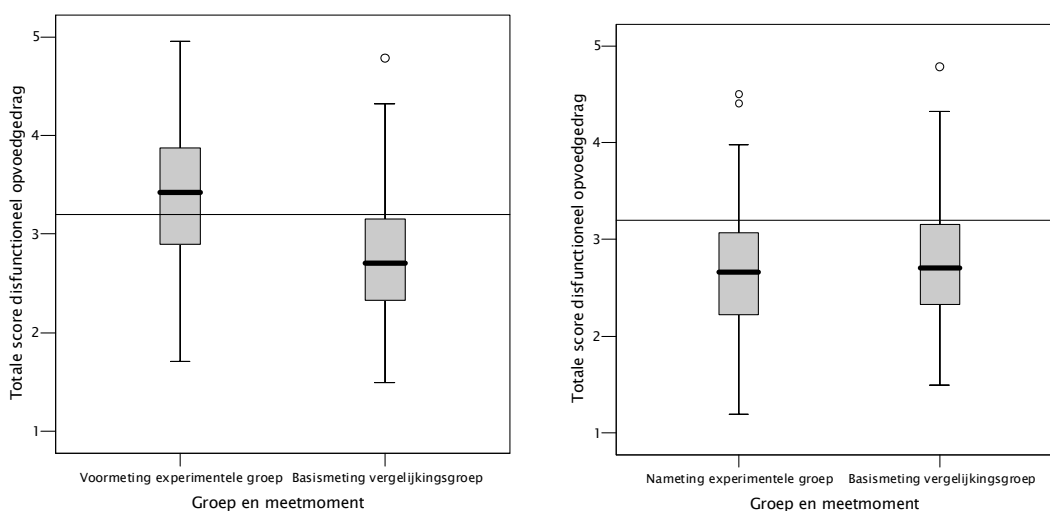 Totale score disfunctioneel opvoedgedrag
5
4
3
2
1
Voormeting experimentele groep
Basismeting vergelijkingsgroep
Groep en meetmoment
Totale score disfunctioneel opvoedgedrag
5
4
3
2
1
Nameting experimentele groep
Basismeting vergelijkingsgroep
Groep en meetmoment